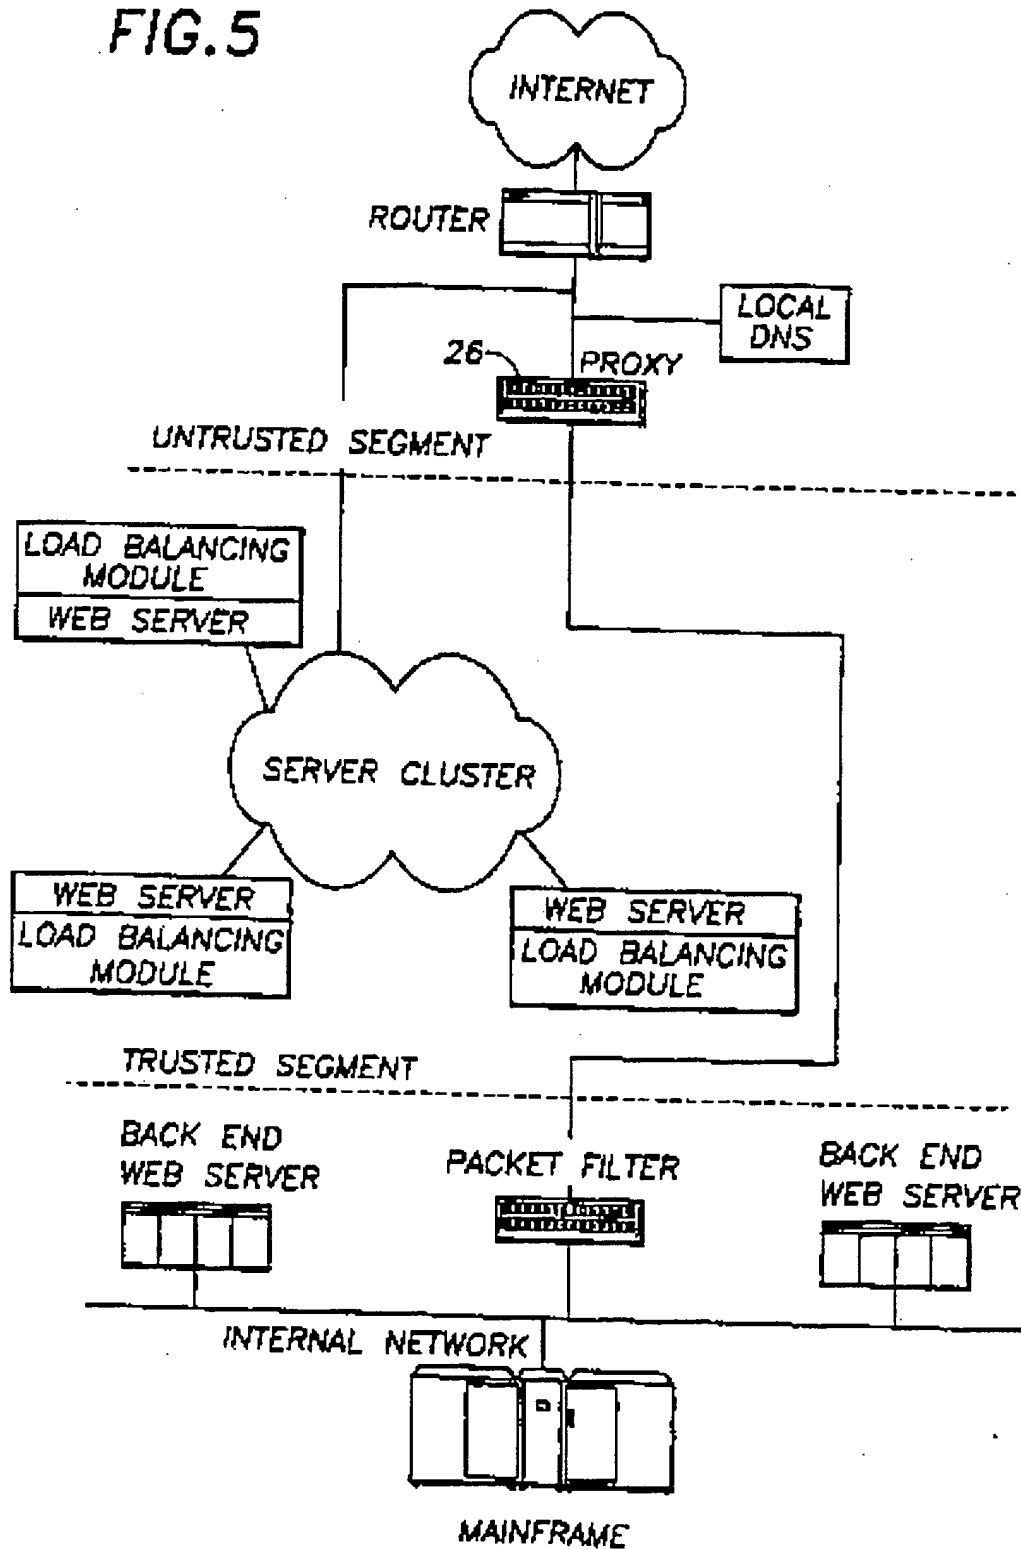 FIG.5
INTERNET
ROUTER
LOCAL
DNS
26
PROXY
UNTRUSTED SEGMENT
LOAD BALANCING
MODULE
WEB SERVER
SERVER CLUSTER
WEB SERVER
LOAD BALANCING
MODULE
WEB SERVER
LOAD BALANCING
MODULE
TRUSTED SEGMENT
BACK END
WEB SERVER
PACKET FILTER
BACK END
WEB SERVER
INTERNAL NETWORK
MAINFRAME